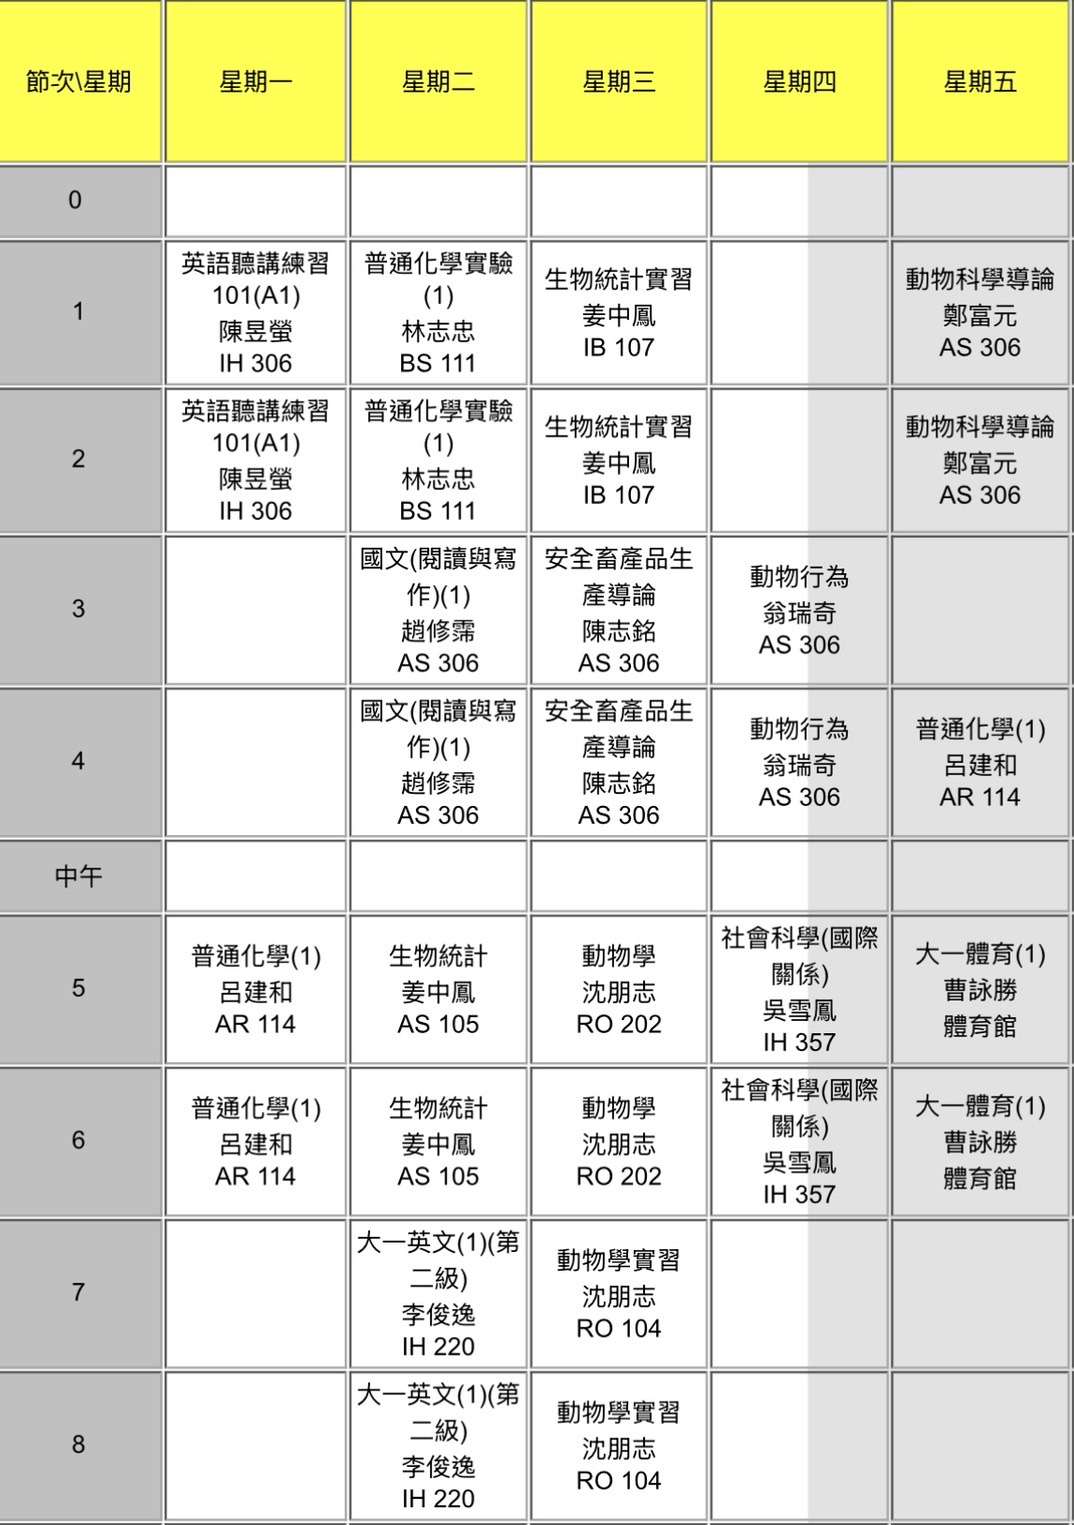 節次\星期 星期一 星期二 星期三 星期四 星期五
0
1
英語聽講練習
101(A1)
陳昱螢
IH 306
普通化學實驗
(1)
林志忠
BS 111
生物統計實習
姜中鳳
IB 107
動物科學導論
鄭富元
AS 306
2
英語聽講練習
101(A1)
陳昱螢
IH 306
普通化學實驗
(1)
林志忠
BS 111
生物統計實習
姜中鳳
IB 107
動物科學導論
鄭富元
AS 306
3
國文(閱讀與寫
作)(1)
趙修霈
AS 306
安全畜產品生
產導論
陳志銘
AS 306
動物行為
翁瑞奇
AS 306
4
國文(閱讀與寫
作)(1)
趙修霈
AS 306
安全畜產品生
產導論
陳志銘
AS 306
動物行為
翁瑞奇
AS 306
普通化學(1)
呂建和
AR 114
中午
5
普通化學(1)
呂建和
AR 114
生物統計
姜中鳳
AS 105
動物學
沈朋志
RO 202
社會科學(國際
關係)
吳雪鳳
IH 357
大一體育(1)
曹詠勝
體育館
6
普通化學(1)
呂建和
AR 114
生物統計
姜中鳳
AS 105
動物學
沈朋志
RO 202
社會科學(國際
關係)
吳雪鳳
IH 357
大一體育(1)
曹詠勝
體育館
7
大一英文(1)(第
二級)
李俊逸
IH 220
動物學實習
沈朋志
RO 104
8
大一英文(1)(第
二級)
李俊逸
IH 220
動物學實習
沈朋志
RO 104